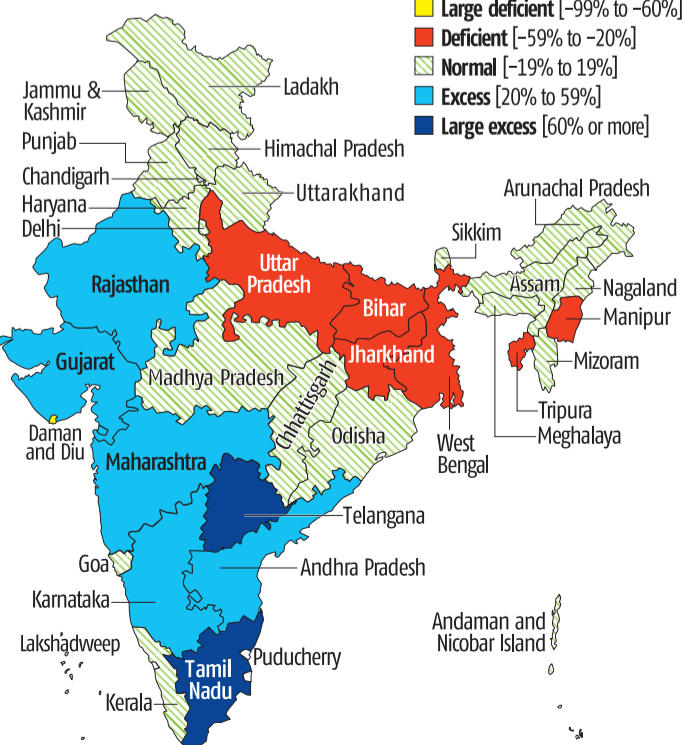 Large deficient [–99% to –60%]
Deficient [–59% to –20%]
Normal [–19% to 19%]
Excess [20% to 59%]
Large excess [60% or more]
Ladakh
Jammu &
Kashmir
Punjab
Himachal Pradesh
Chandigarh
Uttarakhand
Haryana
Delhi
Arunachal Pradesh
Sikkim
Rajasthan
Uttar
Pradesh
Assam
Nagaland
Bihar
Manipur
Gujarat
Jharkhand
Mizoram
Madhya Pradesh
Chhattisgarh
Tripura
Daman
and Diu
Odisha
West
Bengal
Meghalaya
Maharashtra
Telangana
Goa
Andhra Pradesh
Karnataka
Andaman and
Nicobar Island
Lakshadweep
Puducherry
Tamil
Nadu
Kerala